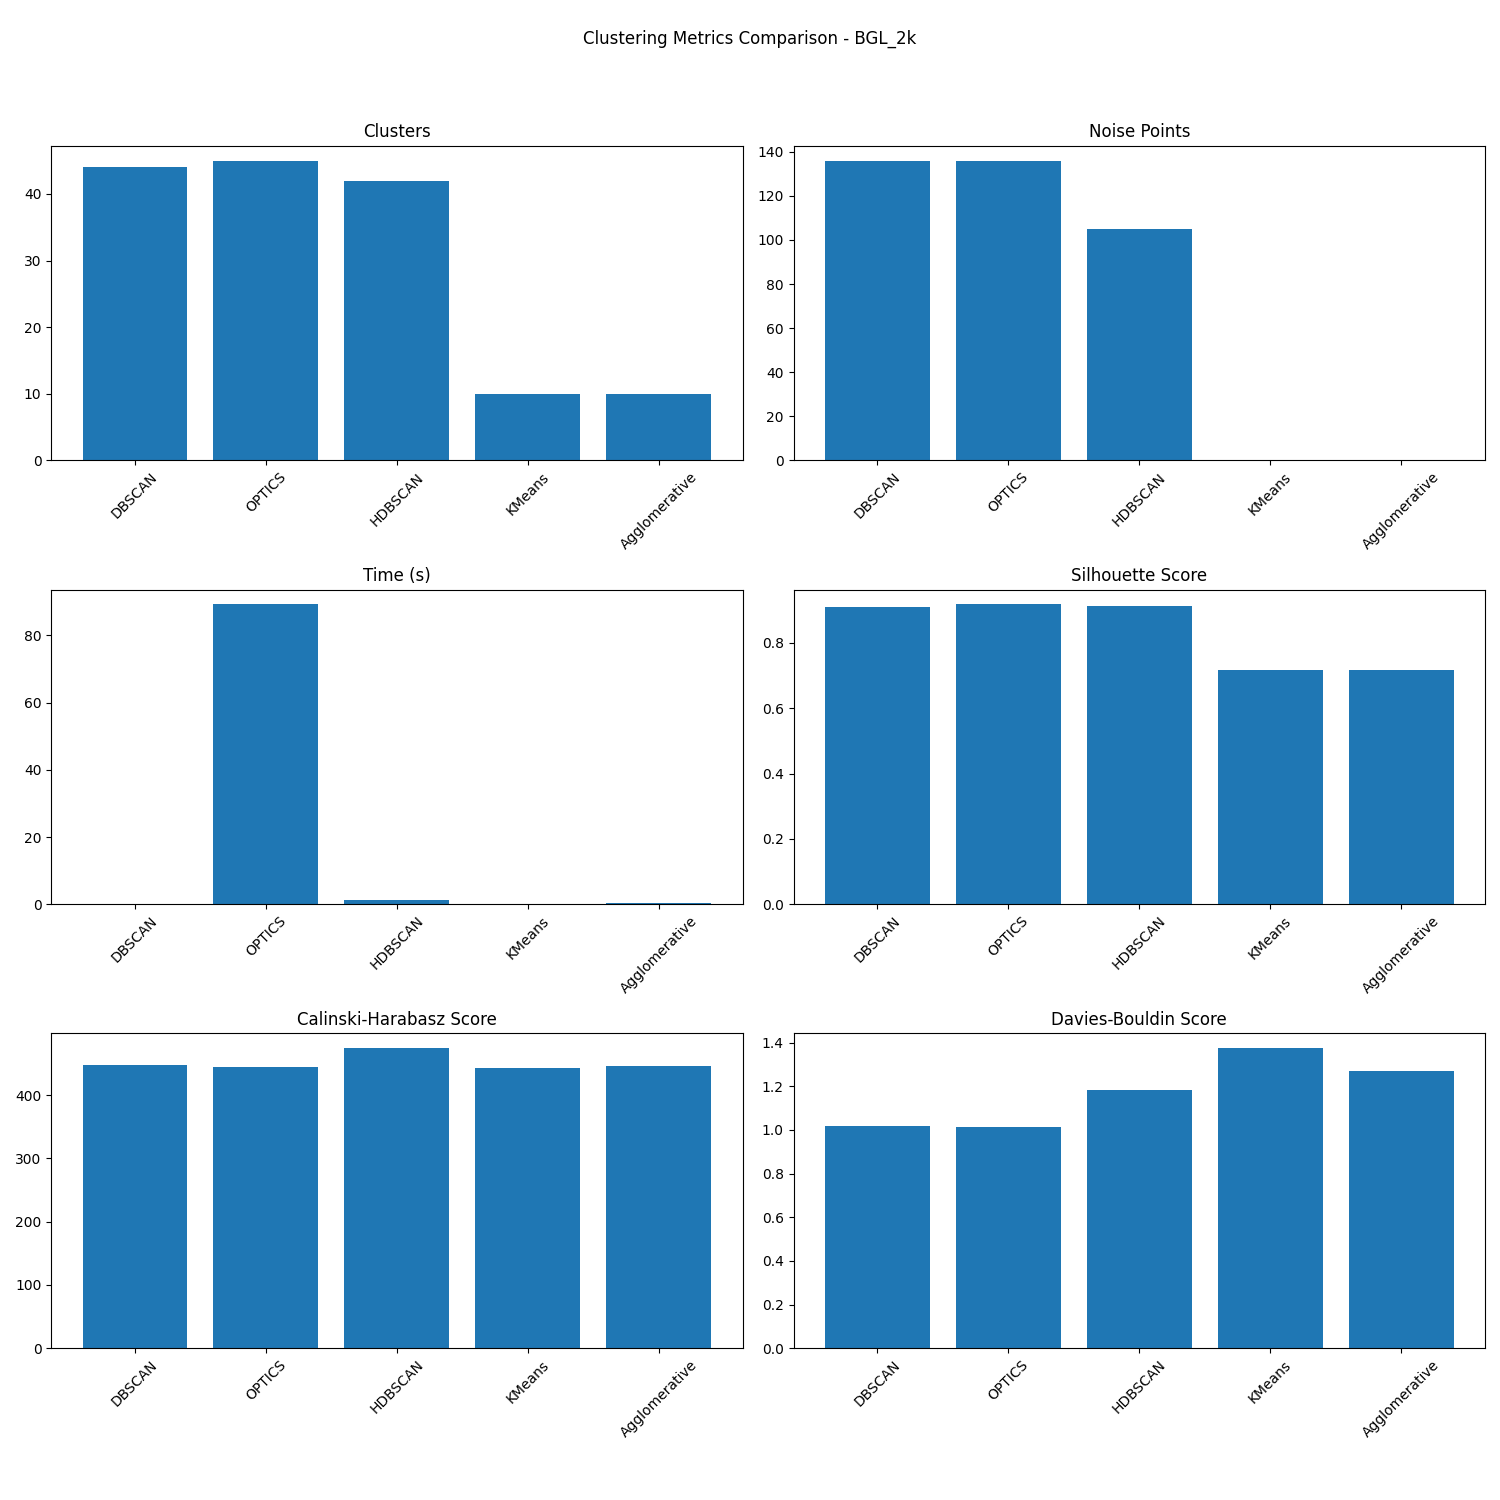 Clustering Metrics Comparison - BGL_2k
Clusters
40
30
20
10
0
DBSCAN
OPTICS
HDBSCAN
KMeans
Agglomerative
Noise Points
140
120
100
80
60
40
20
0
DBSCAN
OPTICS
HDBSCAN
KMeans
Agglomerative
Time (s)
80
60
40
20
0
DBSCAN
OPTICS
HDBSCAN
KMeans
Agglomerative
Silhouette Score
0.8
0.6
0.4
0.2
0.0
DBSCAN
OPTICS
HDBSCAN
KMeans
Agglomerative
Calinski-Harabasz Score
400
300
200
100
0
DBSCAN
OPTICS
HDBSCAN
KMeans
Agglomerative
Davies-Bouldin Score
1.4
1.2
1.0
0.8
0.6
0.4
0.2
0.0
DBSCAN
OPTICS
HDBSCAN
KMeans
Agglomerative